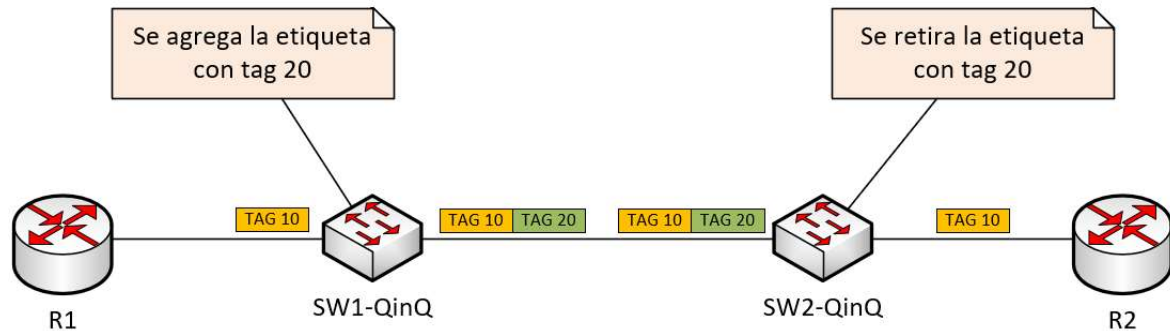 Se agrega la etiqueta
con tag 20
Se retira la etiqueta
con tag 20
TAG 10
TAG 10 TAG 20
TAG 10 TAG 20
TAG 10
R1
SW1-QinQ
SW2-QinQ
R2